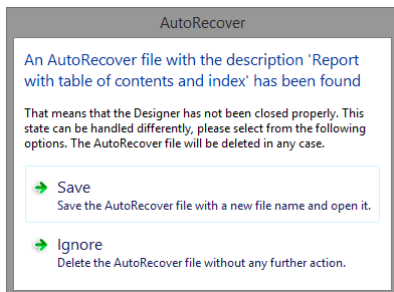 AutoRecover
An AutoRecover file with the description 'Report
with table of contents and index' has been found
That means that the Designer has not been closed properly. This
state can be handled differently, please select from the following
options. The AutoRecover file will be deleted in any case.
Save
Save the AutoRecover file with a new file name and open it.
Ignore
Delete the AutoRecover file without any further action.